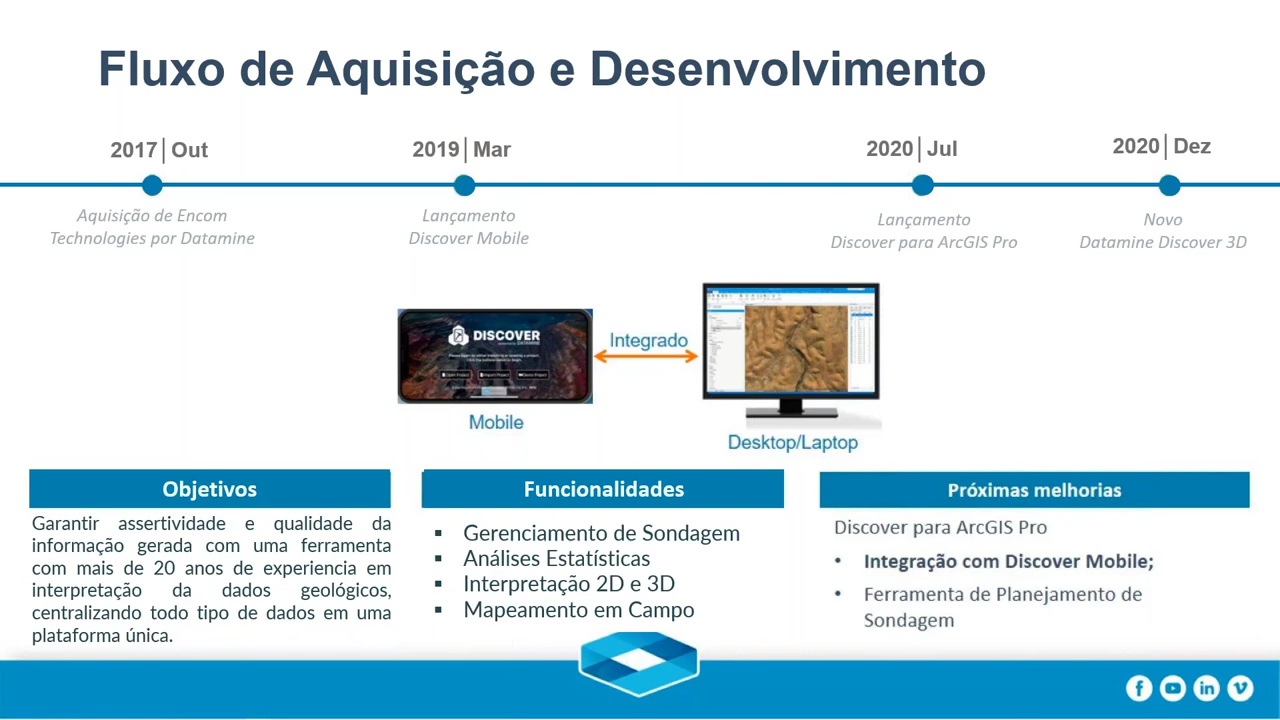 Fluxo de Aquisição e Desenvolvimento
2017|Out
2019|Mar
2020|Jul
2020|Dez
Aquisição de Encom
Technologies por Datamine
Lançamento
Discover Mobile
Lançamento
Discover para ArcGIS Pro
Novo
Datamine Discover 3D
DISCOVER
Integrado
Mobile
Desktop/Laptop
Objetivos
Garantir assertividade e qualidade da
informação gerada com uma ferramenta
com mais de 20 anos de experiencia em
interpretação da dados geológicos,
centralizando todo tipo de dados em uma
plataforma única.
Funcionalidades
▪ Gerenciamento de Sondagem
▪ Análises Estatísticas
▪ Interpretação 2D e 3D
▪ Mapeamento em Campo
Próximas melhorias
Discover para ArcGIS Pro
• Integração com Discover Mobile;
• Ferramenta de Planejamento de
Sondagem